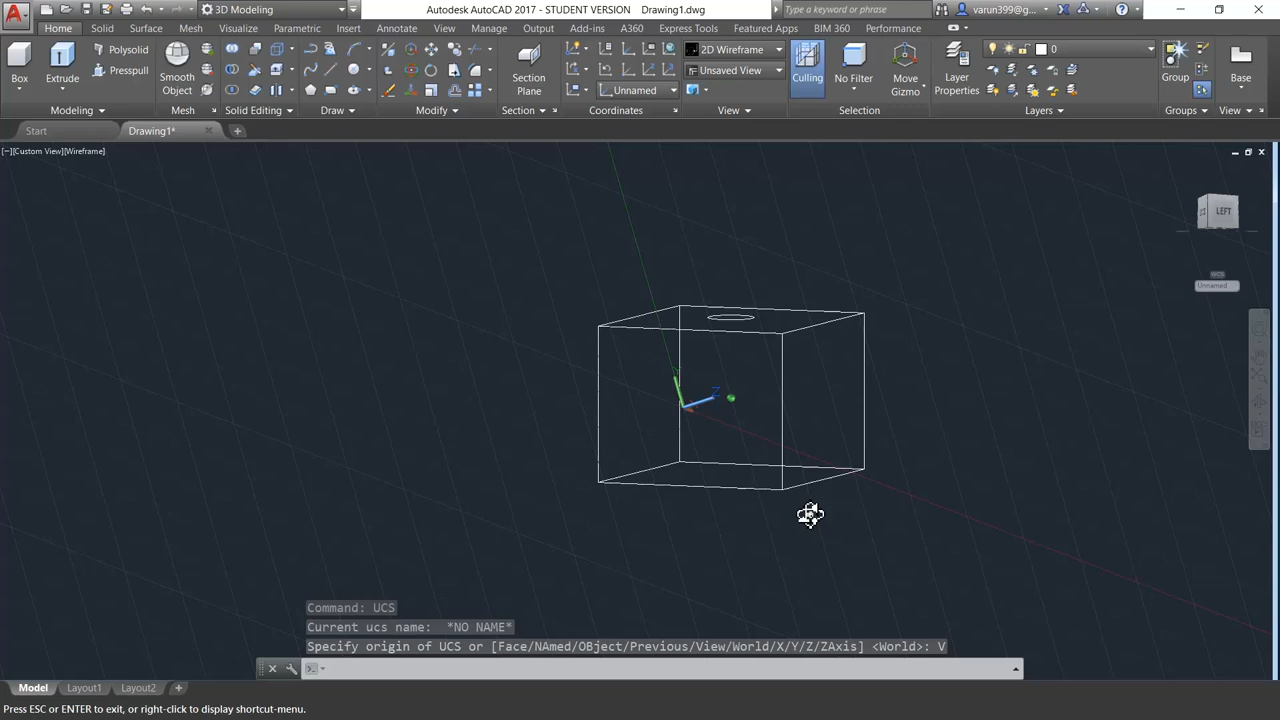 3D Modeling
Autodesk AutoCAD 2017 - STUDENT VERSION Drawing1.dwg
Type a keyword or phrase
varun399@g...
Home Solid Surface Mesh Visualize Parametric Insert Annotate View Manage Output Add-ins A360 Express Tools Featured Apps BIM 360 Performance
Box
Extrude
Polysolid
Presspull
Smooth
Object
Section
Plane
Unnamed
2D Wireframe
Unsaved View
Culling
No Filter
Move
Gizmo
Layer
Properties
0
Group
Base
Modeling
Mesh
Solid Editing
Draw
Modify
Section
Coordinates
View
Selection
Layers
Groups
View
Start
Drawing1*
[−][Custom View][Wireframe]
LEFT
WCS
Unnamed
Y
Z
Command: UCS
Current ucs name: *NO NAME*
Specify origin of UCS or [Face/NAmed/OBject/Previous/View/World/X/Y/Z/ZAxis] <World>: V
Model Layout1 Layout2
Press ESC or ENTER to exit, or right-click to display shortcut-menu.